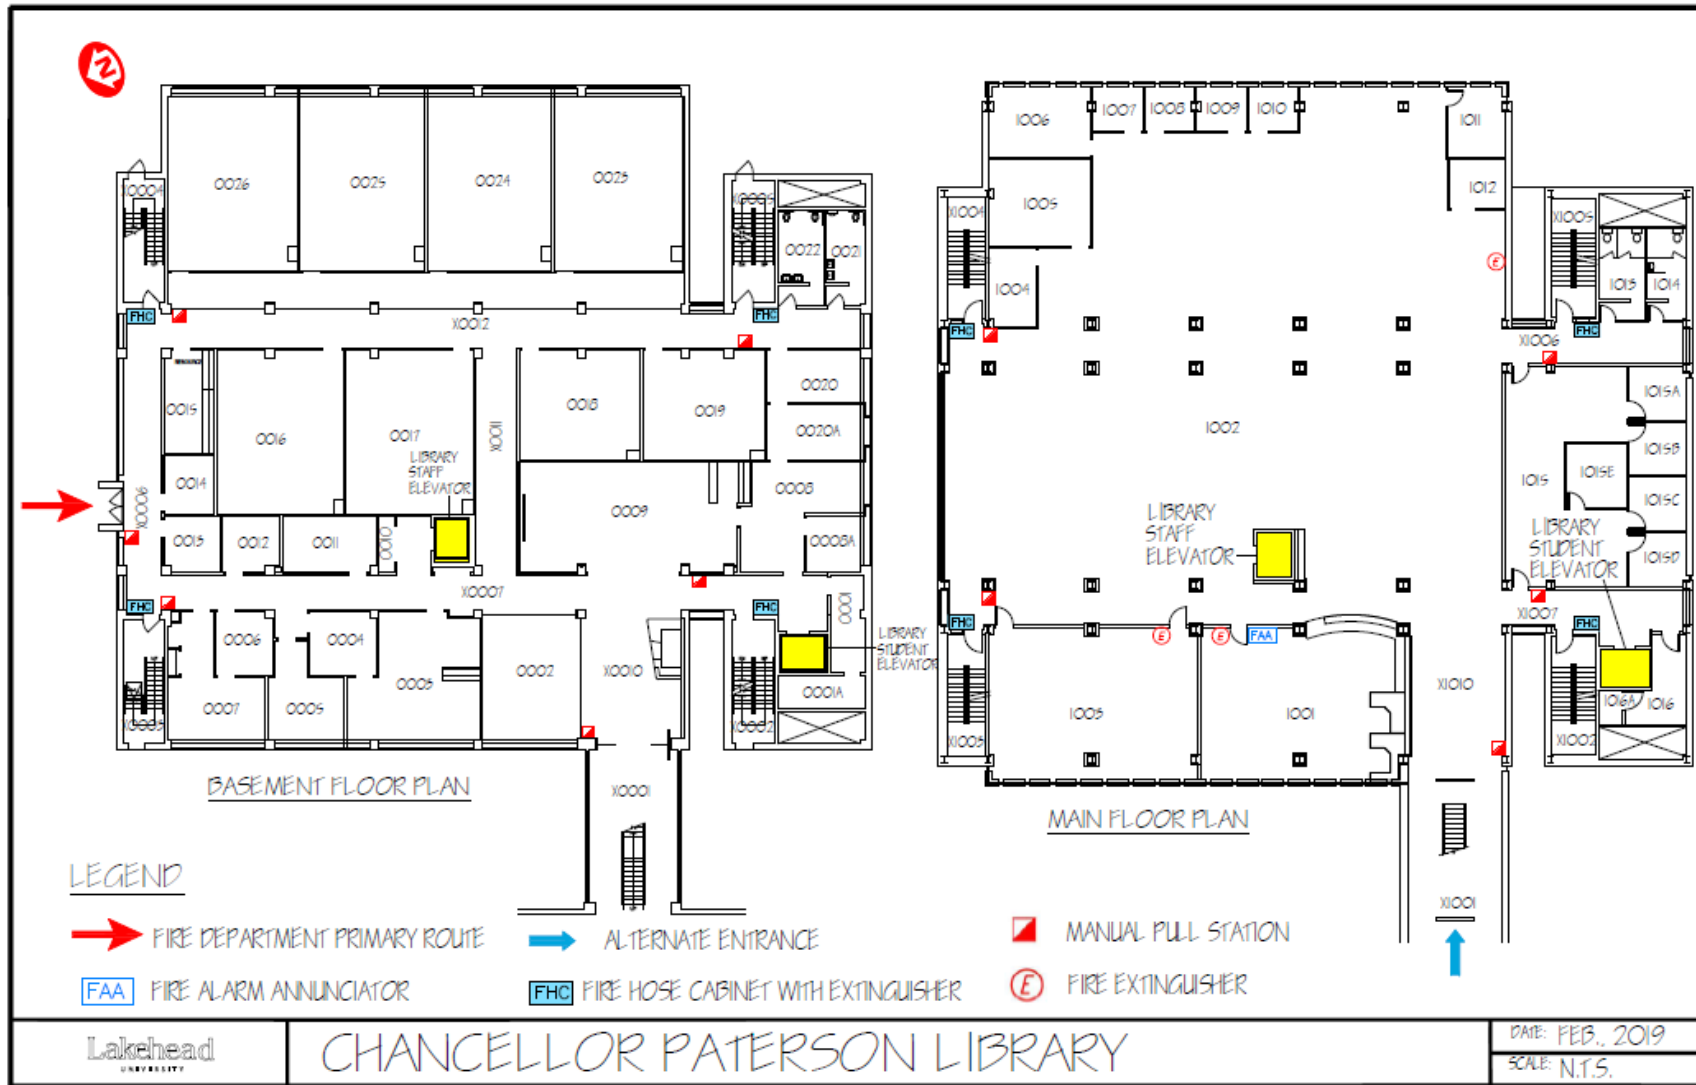 N
X0004
0026
0025
0024
0023
X0005
0022
0021
FHC
X0012
FHC
0015
0016
0017
LIBRARY
STAFF
ELEVATOR
X0011
0018
0019
0020
0020A
0014
X0006
0013
0012
0011
0010
0009
0008
0008A
FHC
X0007
FHC
0001
0006
0004
LIBRARY
STUDENT
ELEVATOR
0007
0005
0003
0002
X0010
0001A
X0003
X0002
X0001
BASEMENT FLOOR PLAN
1006
1007
1008
1009
1010
1011
1012
1005
X1004
1004
E
X1005
1013
1014
FHC
FHC
X1006
1002
1015
1015A
1015B
1015E
1015C
1015D
LIBRARY
STAFF
ELEVATOR
LIBRARY
STUDENT
ELEVATOR
FHC
E
E
FAA
X1007
FHC
1003
1001
X1010
1016A
1016
X1003
X1002
X1001
MAIN FLOOR PLAN
LEGEND
FIRE DEPARTMENT PRIMARY ROUTE
ALTERNATE ENTRANCE
MANUAL PULL STATION
FAA FIRE ALARM ANNUNCIATOR
FHC FIRE HOSE CABINET WITH EXTINGUISHER
E FIRE EXTINGUISHER
Lakehead
UNIVERSITY
CHANCELLOR PATERSON LIBRARY
DATE: FEB., 2019
SCALE: N.T.S.